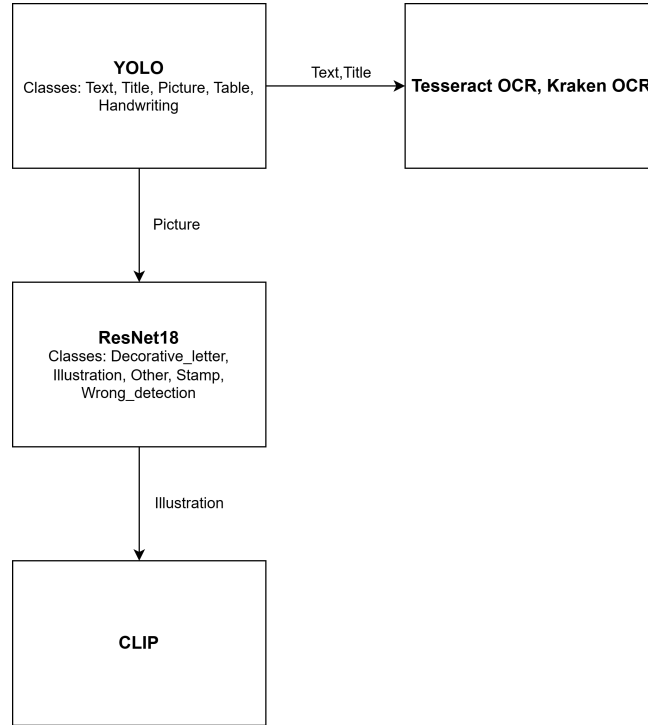 YOLO
Classes: Text, Title, Picture, Table,
Handwriting
Text,Title
Tesseract OCR, Kraken OCR
Picture
ResNet18
Classes: Decorative_letter,
Illustration, Other, Stamp,
Wrong_detection
Illustration
CLIP